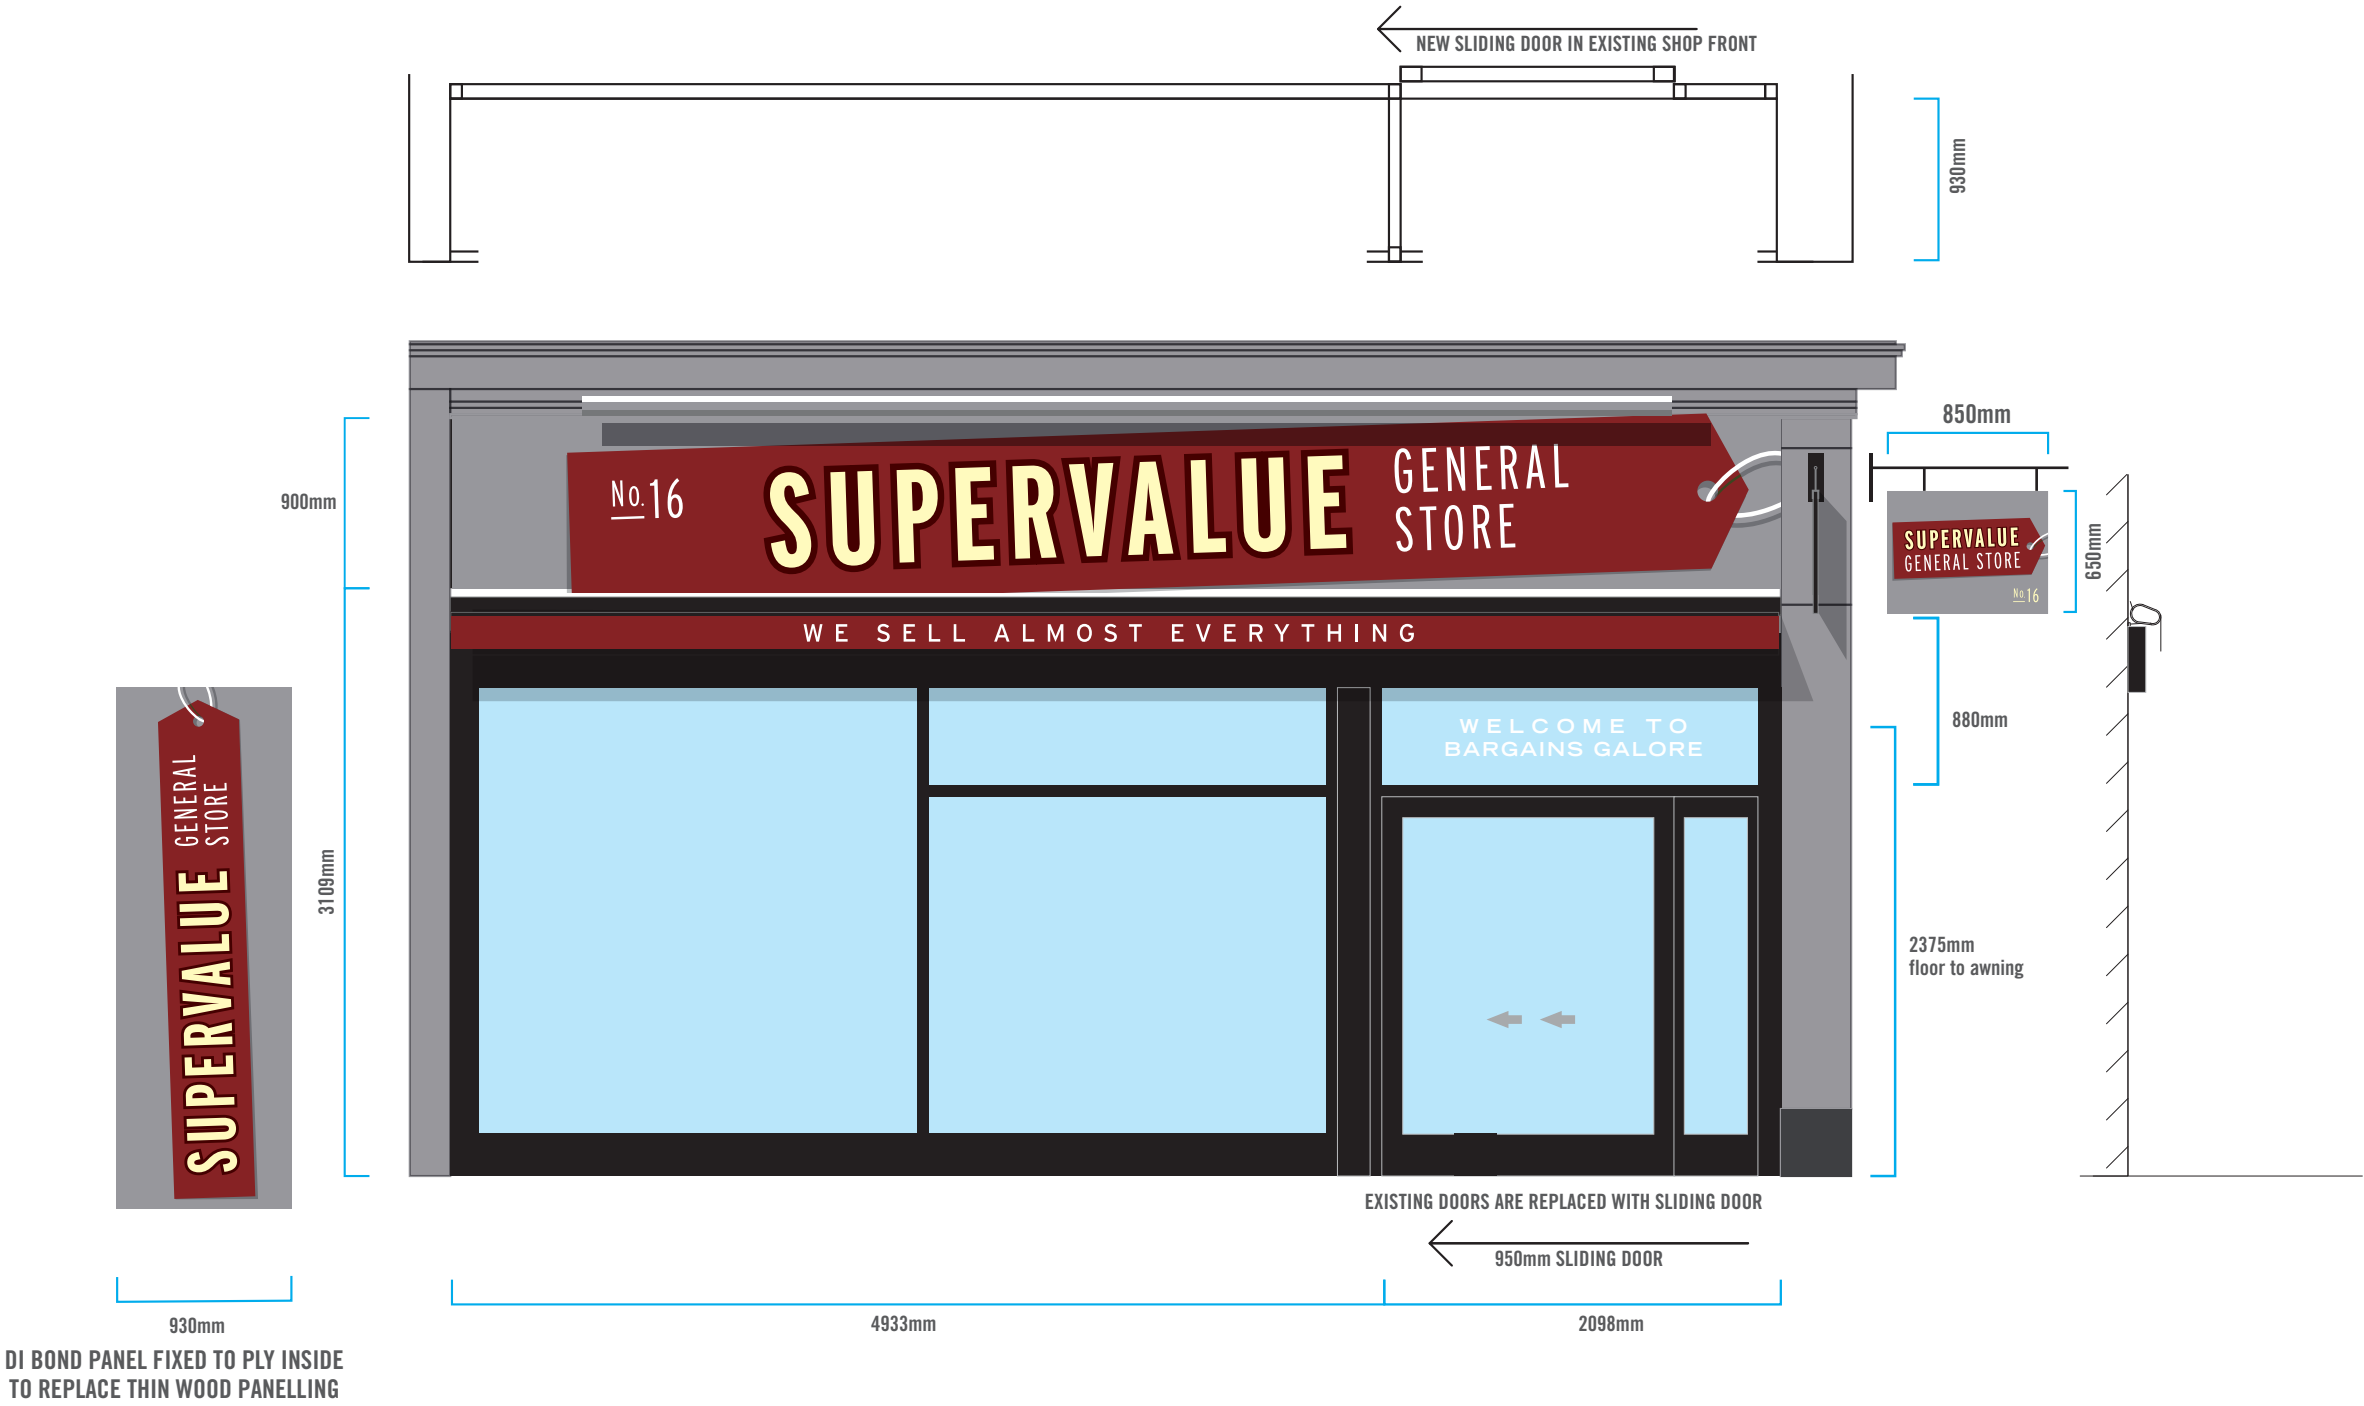 NEW SLIDING DOOR IN EXISTING SHOP FRONT
930mm
850mm
900mm
No.16
SUPERVALUE
GENERAL
STORE
650mm
SUPERVALUE
GENERAL STORE
No.16
WE SELL ALMOST EVERYTHING
WELCOME TO
BARGAINS GALORE
880mm
SUPERVALUE
GENERAL
STORE
3109mm
2375mm
floor to awning
EXISTING DOORS ARE REPLACED WITH SLIDING DOOR
950mm SLIDING DOOR
930mm
4933mm
2098mm
DI BOND PANEL FIXED TO PLY INSIDE
TO REPLACE THIN WOOD PANELLING